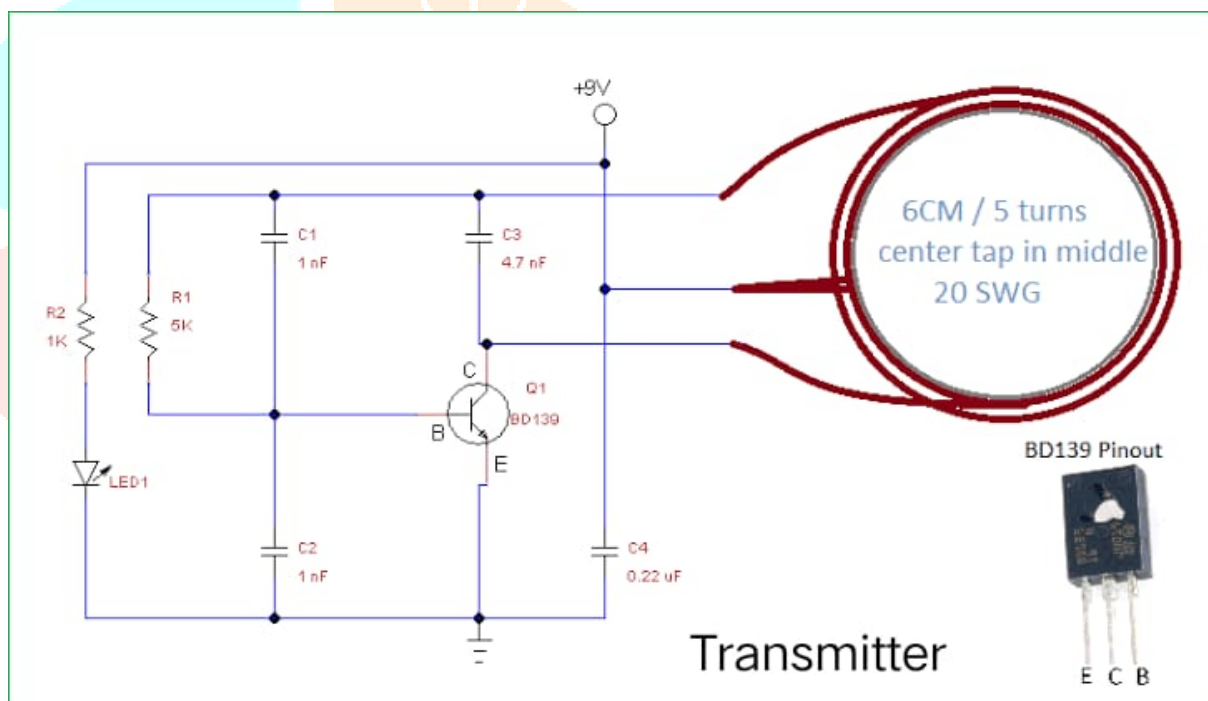 +9V
C1
1 nF
C3
4.7 nF
6CM / 5 turns
center tap in middle
20 SWG
R2
1K
R1
5K
C
Q1
BD139
B
E
LED1
BD139 Pinout
C2
1 nF
C4
0.22 uF
Transmitter
E C B